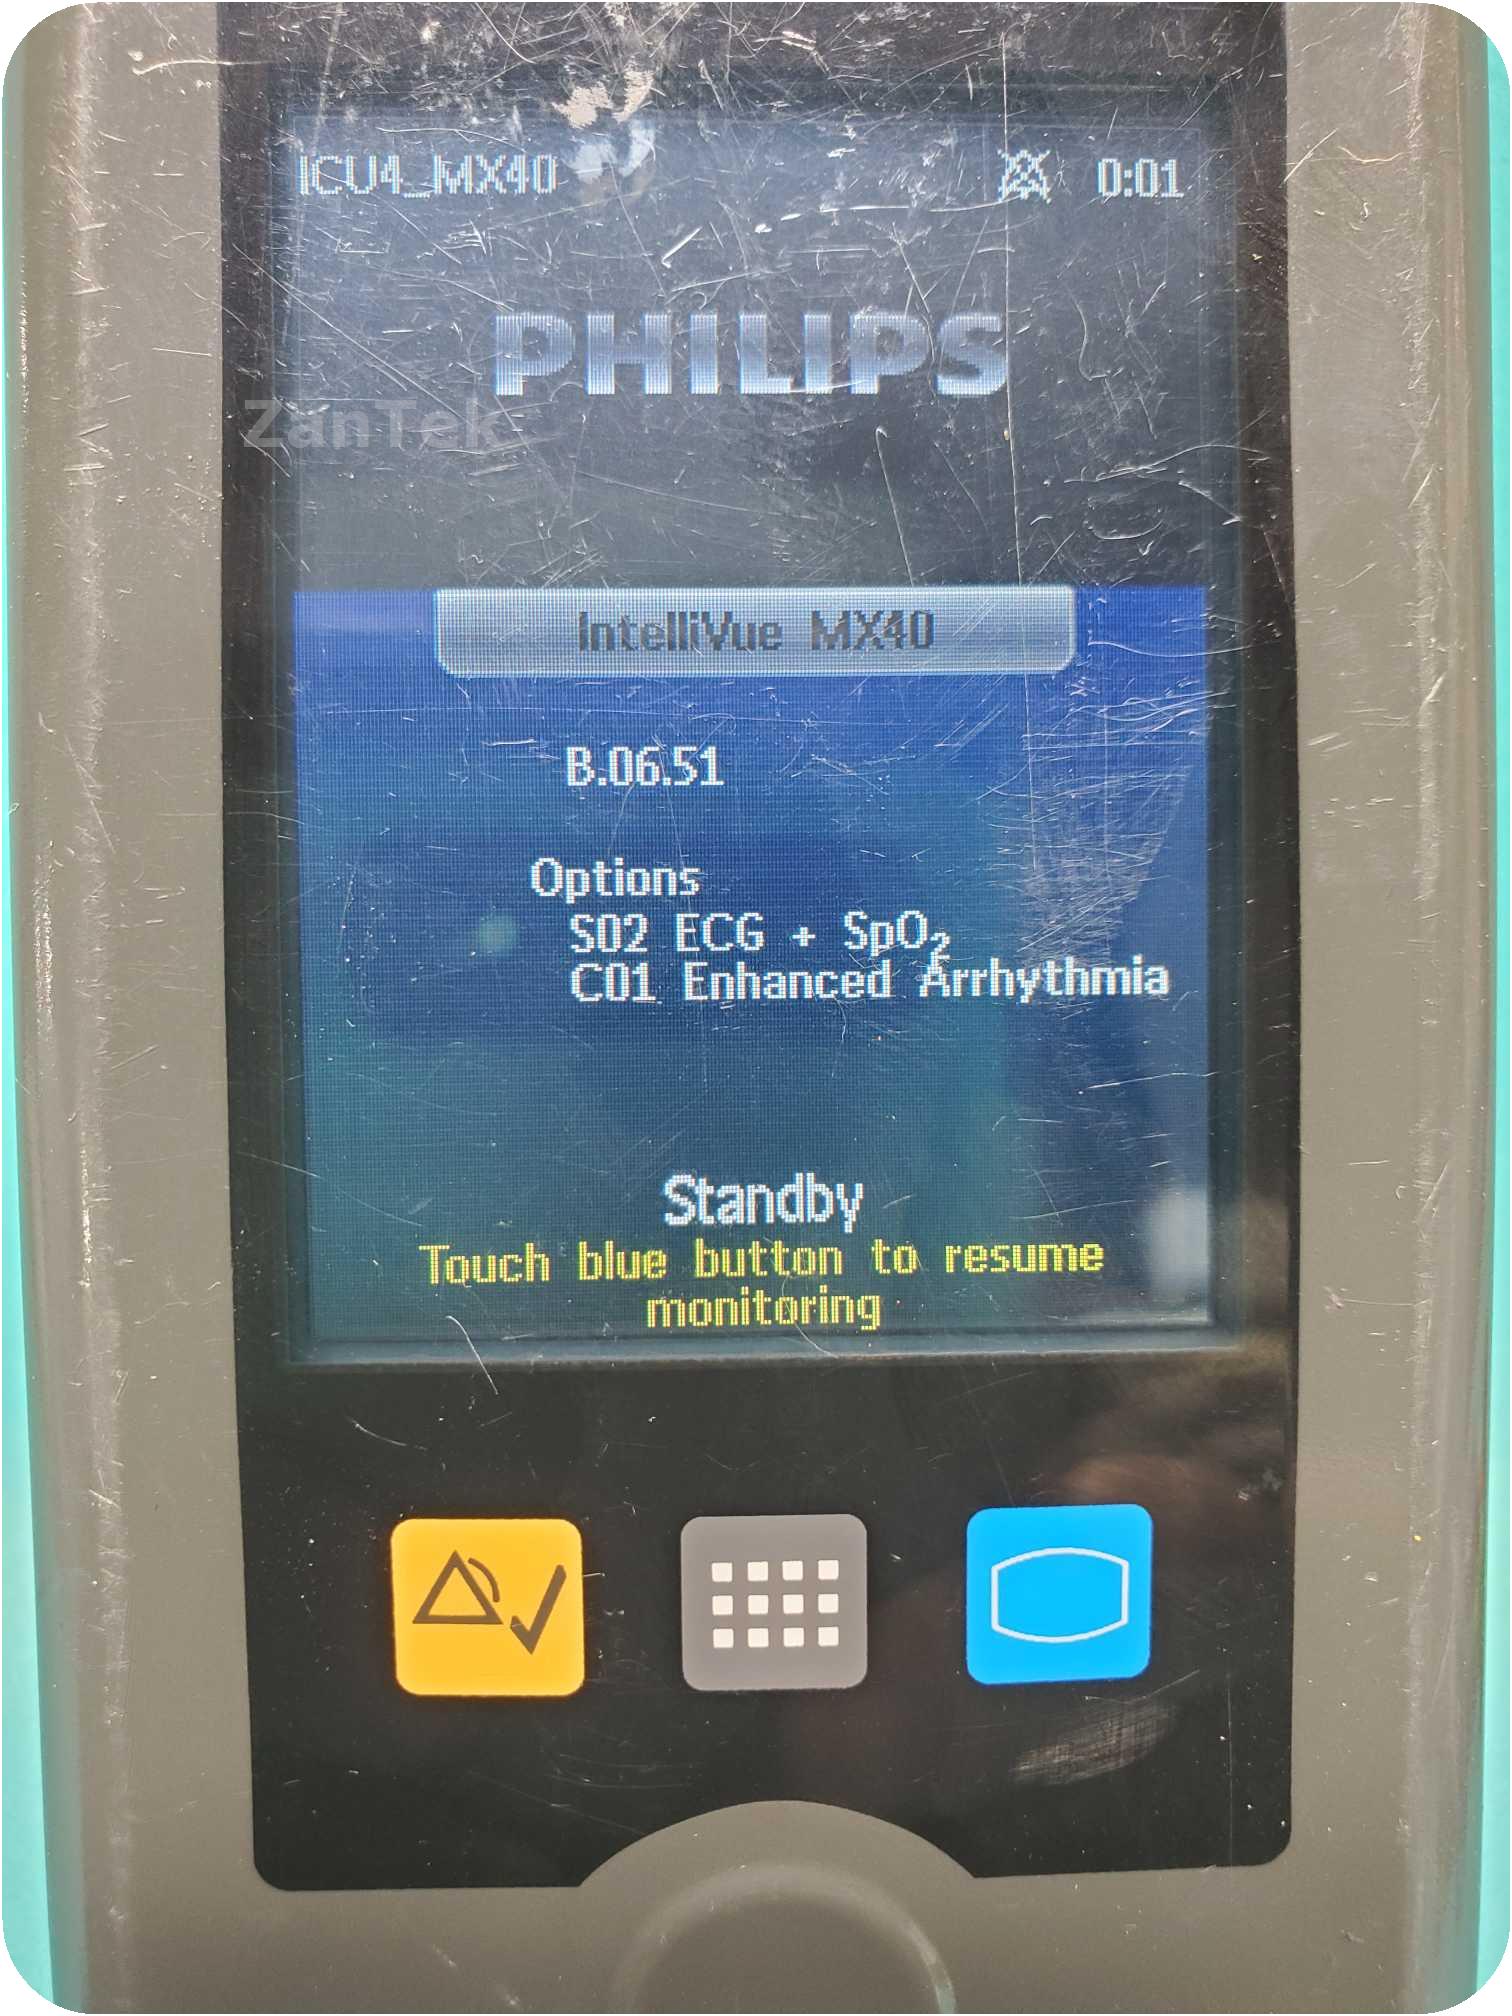 ICU4_MX40 0:01
PHILIPS
ZanTek
IntelliVue MX40
B.06.51
Options
S02 ECG + SpO₂
C01 Enhanced Arrhythmia
Standby
Touch blue button to resume
monitoring